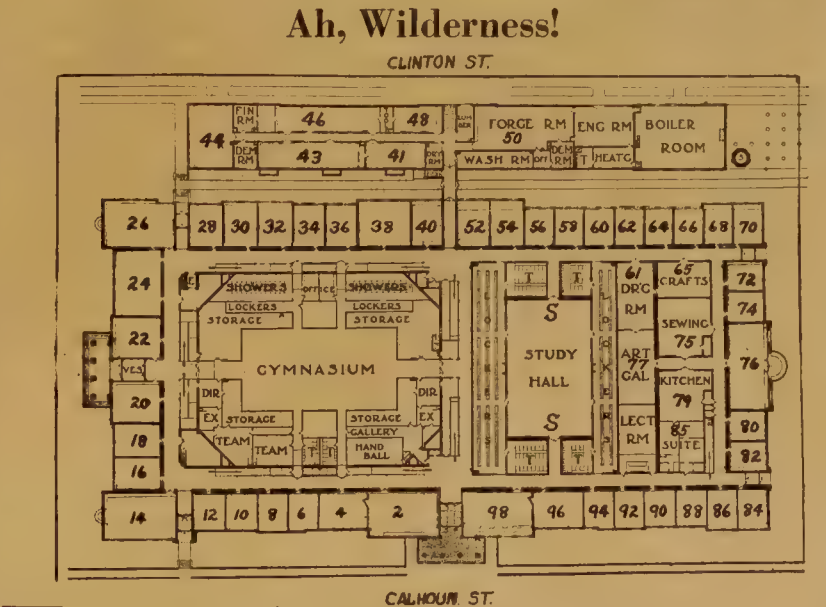 Ah, Wilderness!
CLINTON ST.
FIN RM 46 48 FORGE RM ENG RM BOILER ROOM
44 50
DEM RM 43 41 WASH RM OFF DEM RM T HEATG
26 28 30 32 34 36 38 40 52 54 56 58 60 62 64 66 68 70
24 SHOWERS OFFICE SHOWERS T T 61 DR'G RM 65 CRAFTS 72
LOCKERS LOCKERS 74
STORAGE STORAGE S
22 SEWING 75
VES GYMNASIUM LOCKERS STUDY HALL LOCKERS ART 77 GAL 76
20 DIR DIR KITCHEN 79
EX STORAGE STORAGE EX S LECT RM 85 SUITE 80
18 GALLERY
TEAM TEAM T T HAND BALL T T 82
16
14 12 10 8 6 4 2 98 96 94 92 90 88 86 84
CALHOUN ST.